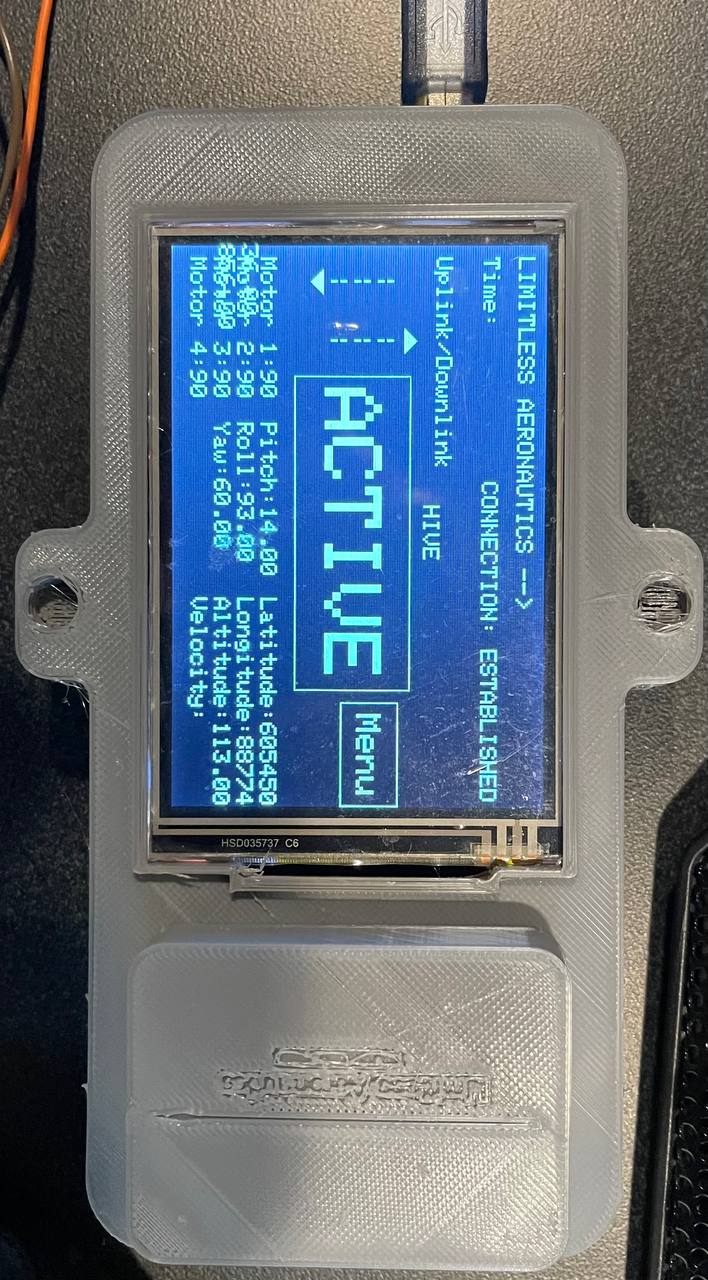 LIMITLESS AERONAUTICS -->
Time:
CONNECTION: ESTABLISHED
Uplink/Downlink
HIVE
ACTIVE
Menu
Motor 1:90 Pitch:14.00 Latitude:605450
2:90 Roll:93.00 Longitude:88774
3:90 Yaw:60.00 Altitude:113.00
Motor 4:90 Velocity:
HSD035737 C6
Limitless Aeronautics